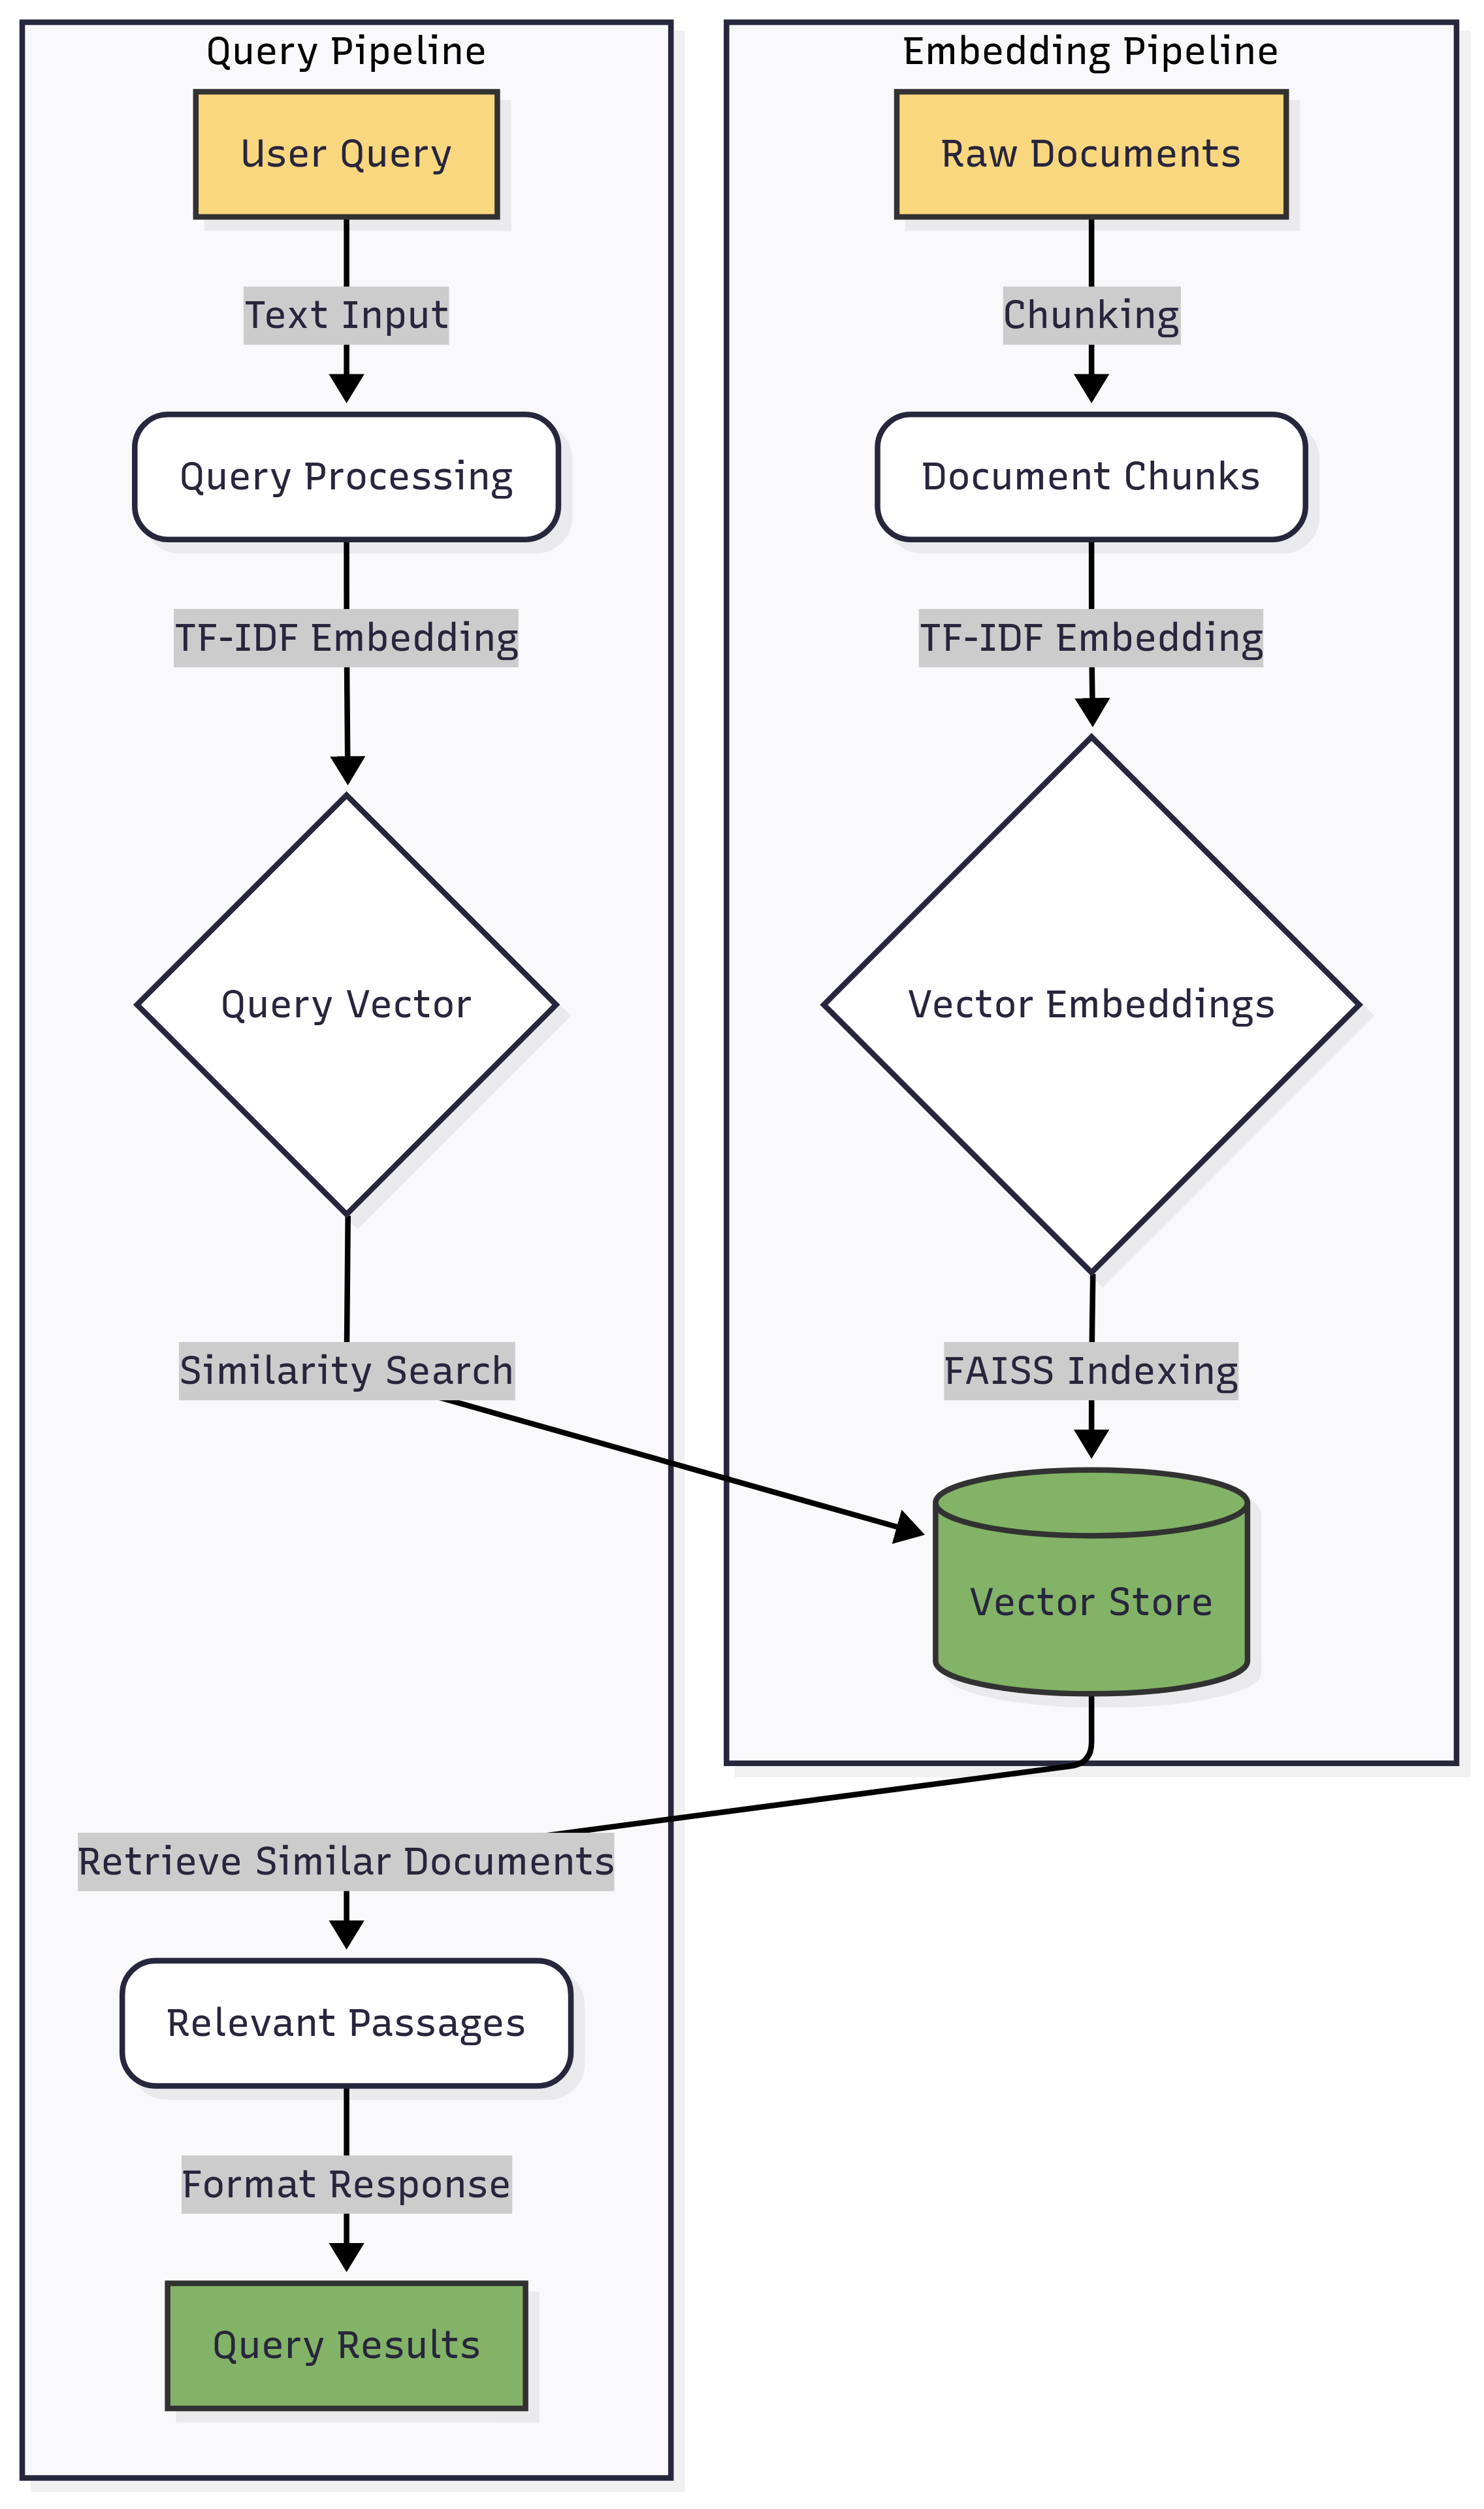 Query Pipeline
User Query
Text Input
Query Processing
TF-IDF Embedding
Query Vector
Similarity Search
Retrieve Similar Documents
Relevant Passages
Format Response
Query Results
Embedding Pipeline
Raw Documents
Chunking
Document Chunks
TF-IDF Embedding
Vector Embeddings
FAISS Indexing
Vector Store